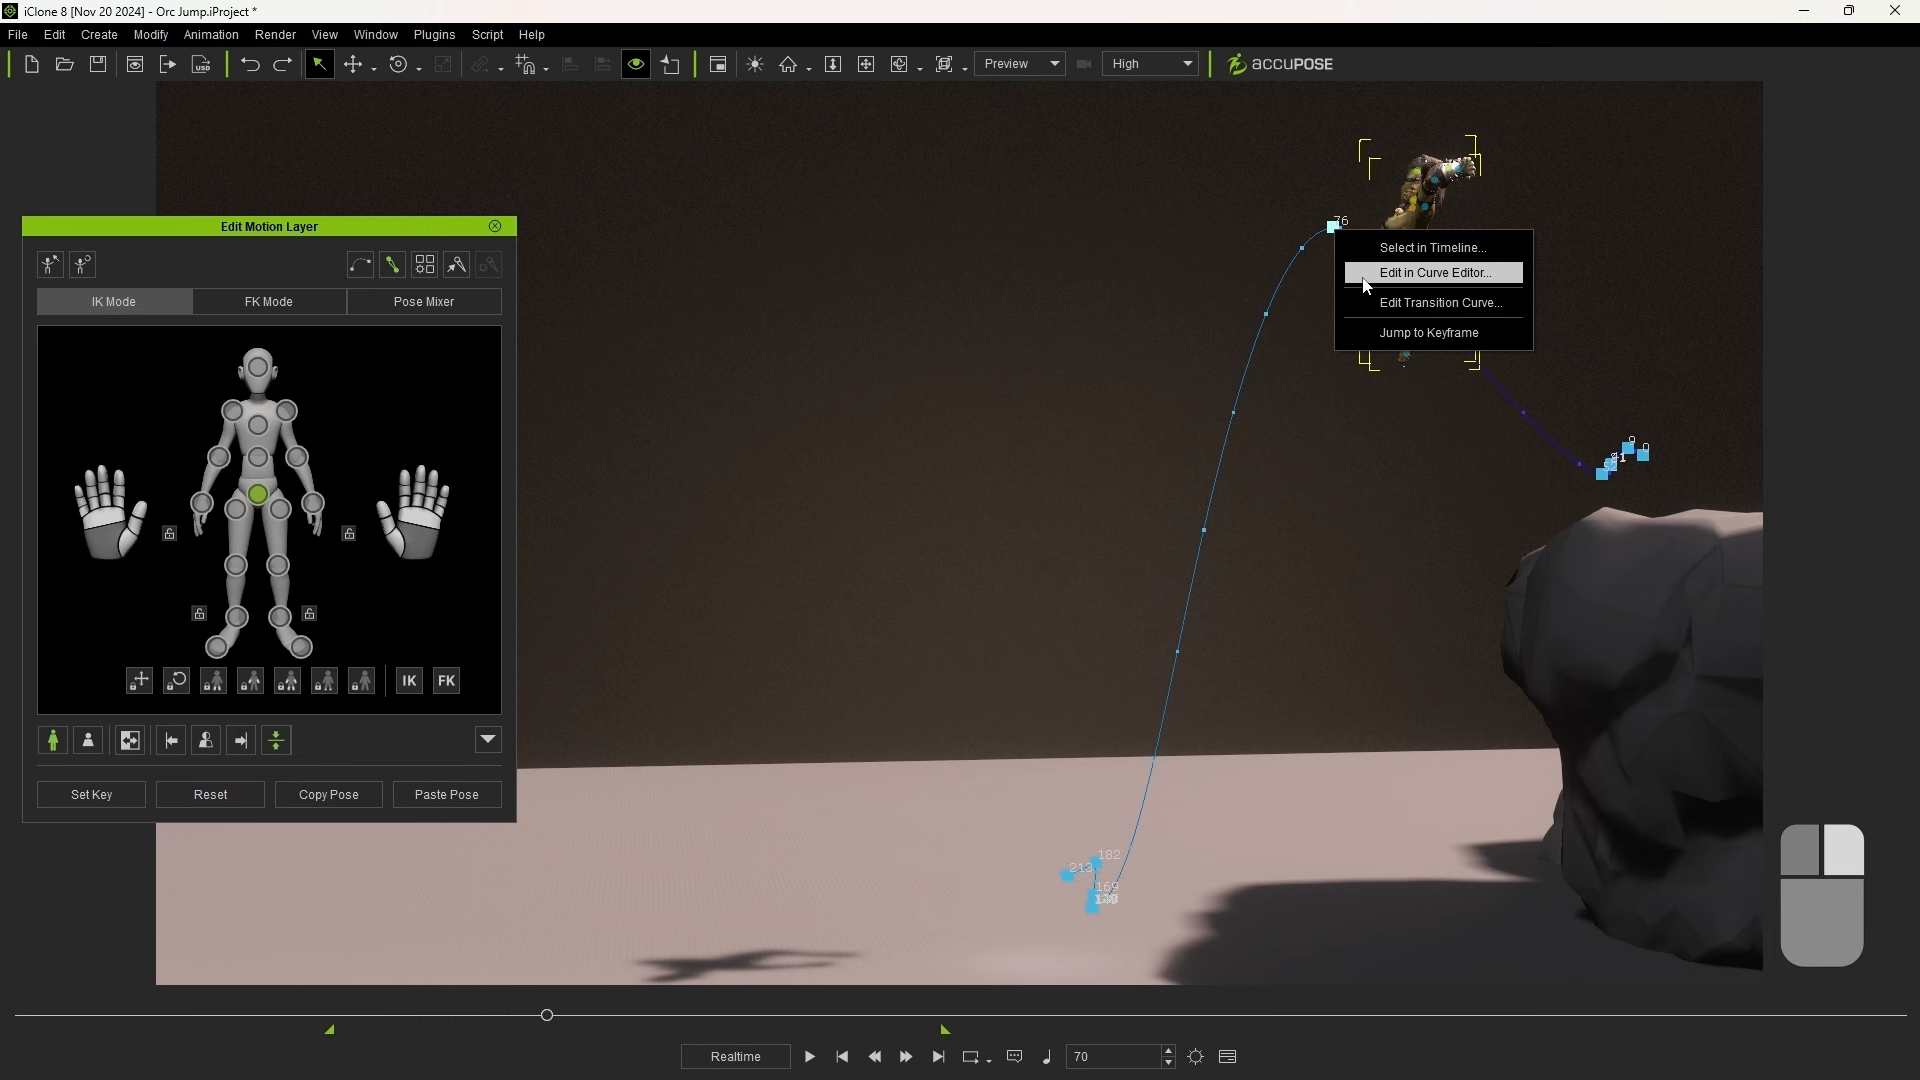 iClone 8 [Nov 20 2024] - Orc Jump.iProject *
File Edit Create Modify Animation Render View Window Plugins Script Help
Preview High ACCUPOSE
76
Edit Motion Layer
Select in Timeline...
Edit in Curve Editor...
IK Mode FK Mode Pose Mixer
Edit Transition Curve...
Jump to Keyframe
9 0
IK FK
Set Key Reset Copy Pose Paste Pose
182
213
169
Realtime 70